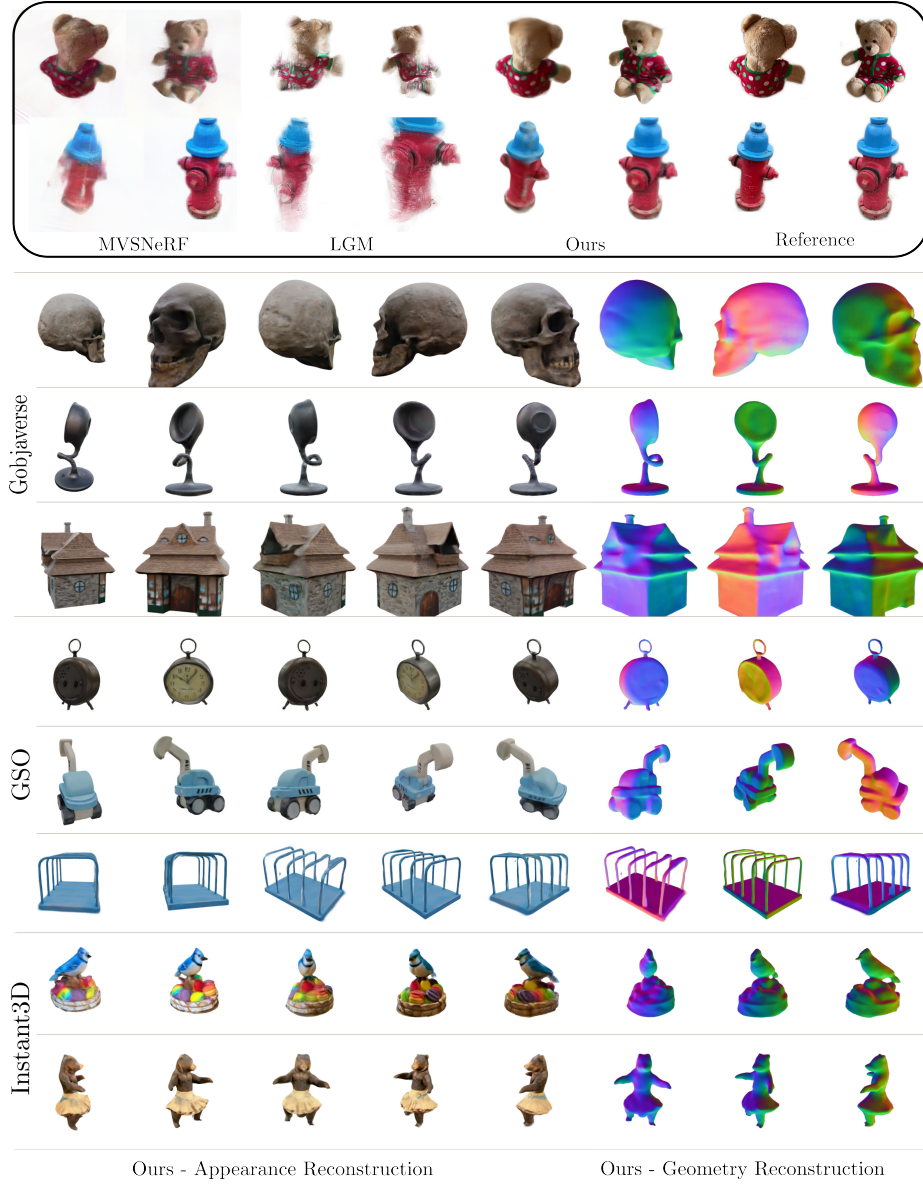 MVSNeRF LGM Ours Reference
Gobjaverse
GSO
Instant3D
Ours - Appearance Reconstruction Ours - Geometry Reconstruction